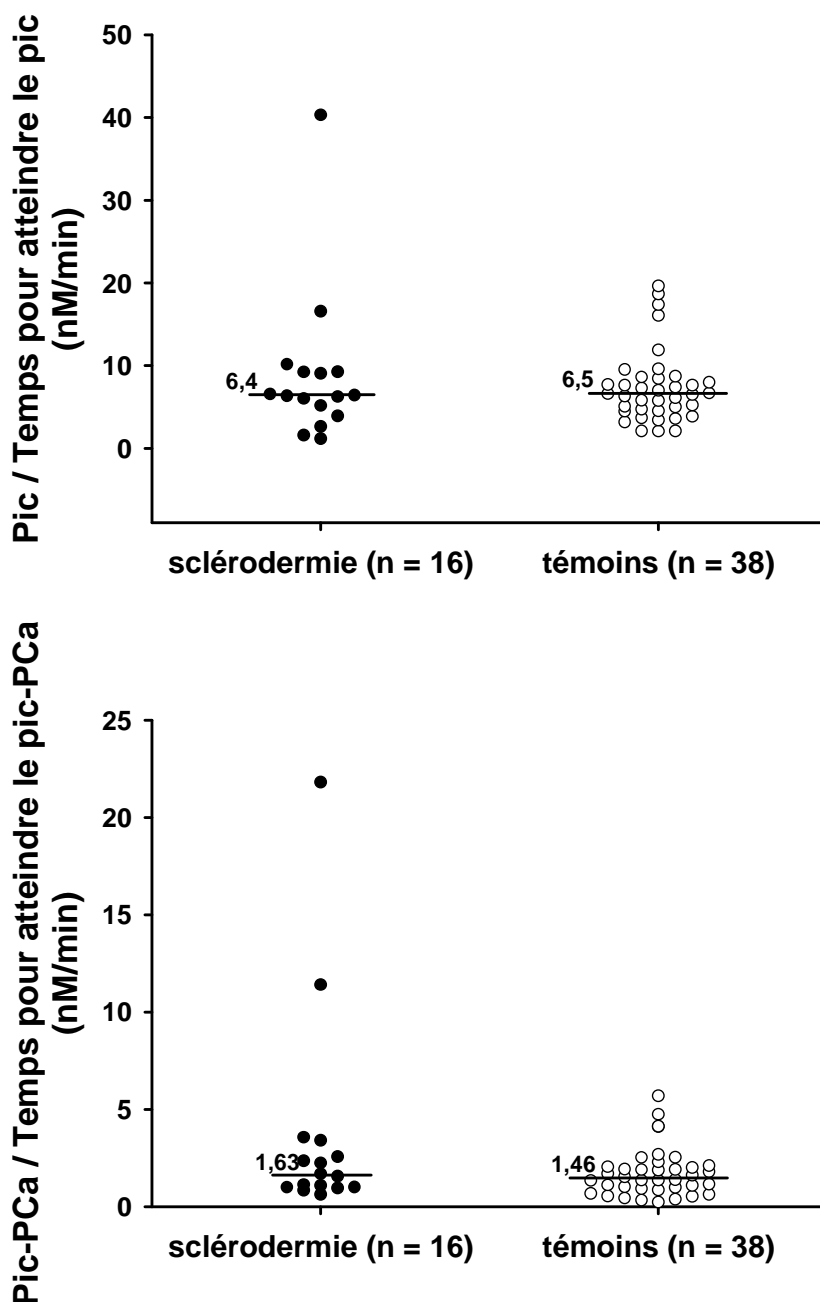 Pic / Temps pour atteindre le pic
(nM/min)
50
40
30
20
10
0
6,4
6,5
sclérodermie (n = 16)
témoins (n = 38)
Pic-PCa / Temps pour atteindre le pic-PCa
(nM/min)
25
20
15
10
5
0
1,63
1,46
sclérodermie (n = 16)
témoins (n = 38)